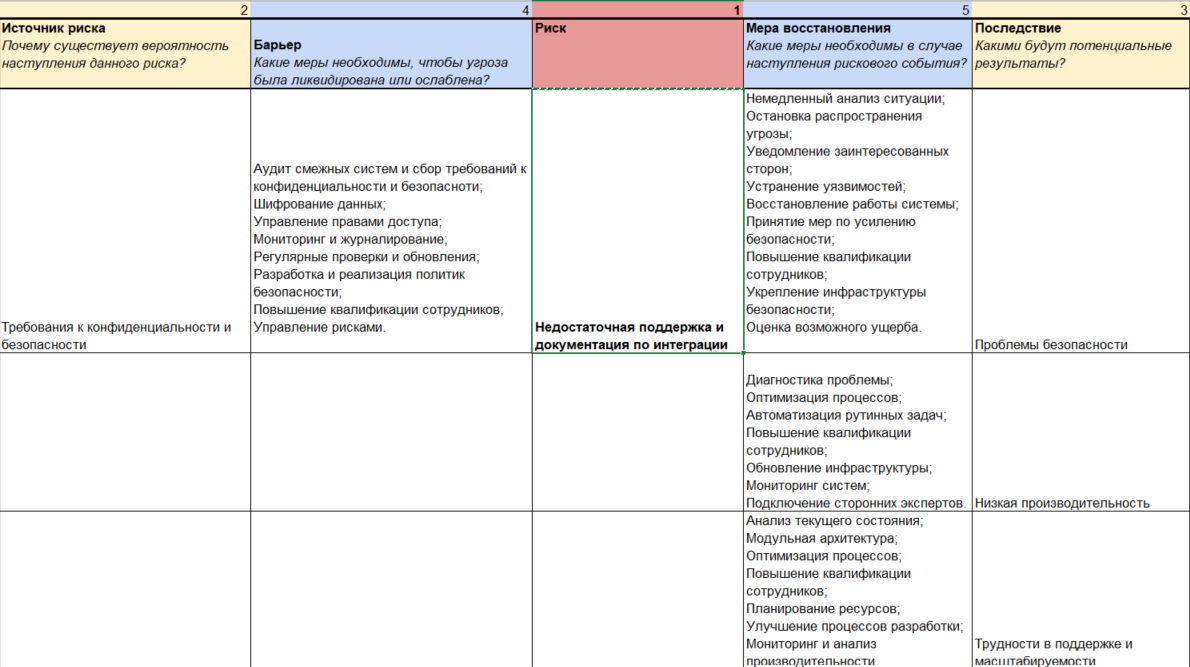 2
4
1
5
3
Источник риска
Почему существует вероятность
наступления данного риска?
Барьер
Какие меры необходимы, чтобы угроза
была ликвидирована или ослаблена?
Риск
Мера восстановления
Какие меры необходимы в случае
наступления рискового события?
Последствие
Какими будут потенциальные
результаты?
Требования к конфиденциальности и
безопасности
Аудит смежных систем и сбор требований к
конфиденциальности и безопасноти;
Шифрование данных;
Управление правами доступа;
Мониторинг и журналирование;
Регулярные проверки и обновления;
Разработка и реализация политик
безопасности;
Повышение квалификации сотрудников;
Управление рисками.
Недостаточная поддержка и
документация по интеграции
Немедленный анализ ситуации;
Остановка распространения
угрозы;
Уведомление заинтересованных
сторон;
Устранение уязвимостей;
Восстановление работы системы;
Принятие мер по усилению
безопасности;
Повышение квалификации
сотрудников;
Укрепление инфраструктуры
безопасности;
Оценка возможного ущерба.
Проблемы безопасности
Диагностика проблемы;
Оптимизация процессов;
Автоматизация рутинных задач;
Повышение квалификации
сотрудников;
Обновление инфраструктуры;
Мониторинг систем;
Подключение сторонних экспертов.
Низкая производительность
Анализ текущего состояния;
Модульная архитектура;
Оптимизация процессов;
Повышение квалификации
сотрудников;
Планирование ресурсов;
Улучшение процессов разработки;
Мониторинг и анализ
производительности
Трудности в поддержке и
масштабируемости